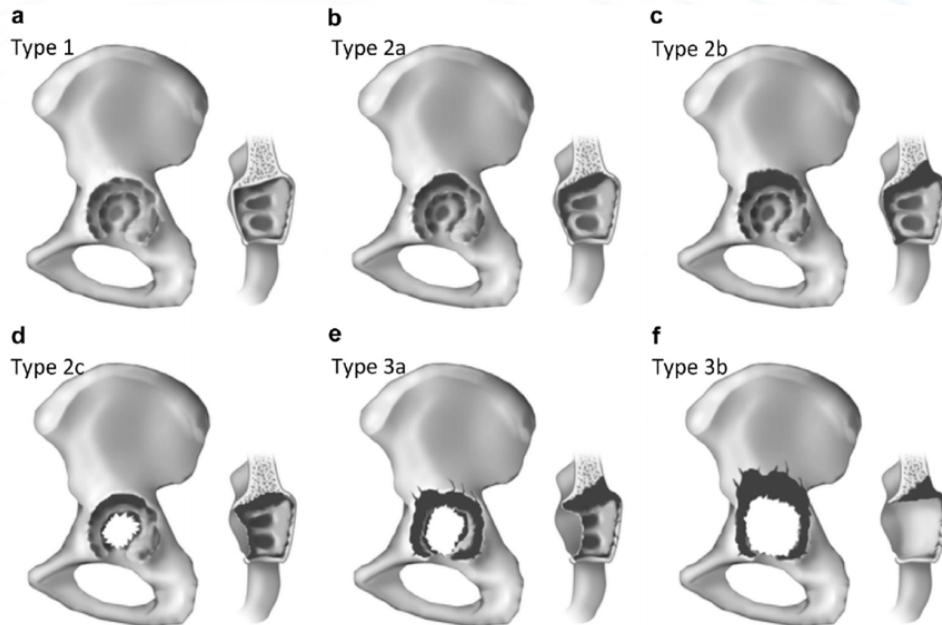 a
Type 1
b
Type 2a
c
Type 2b
d
Type 2c
e
Type 3a
f
Type 3b